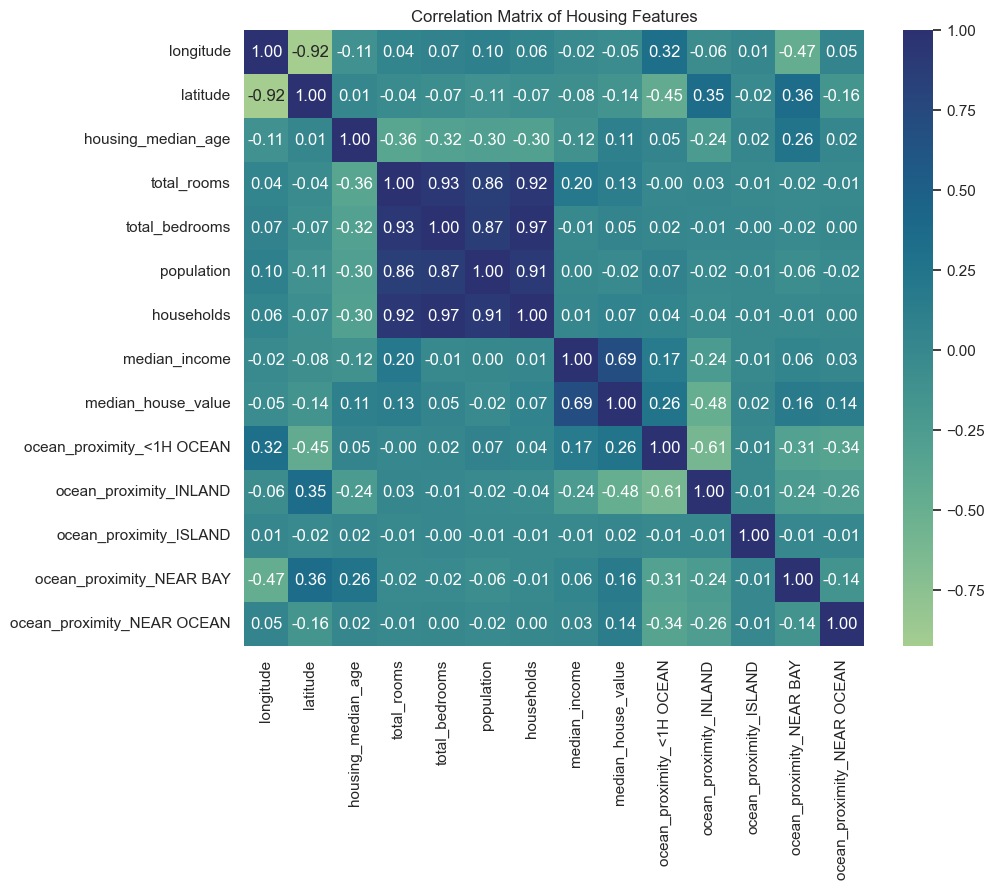 Correlation Matrix of Housing Features
longitude 1.00 -0.92 -0.11 0.04 0.07 0.10 0.06 -0.02 -0.05 0.32 -0.06 0.01 -0.47 0.05
latitude -0.92 1.00 0.01 -0.04 -0.07 -0.11 -0.07 -0.08 -0.14 -0.45 0.35 -0.02 0.36 -0.16
housing_median_age -0.11 0.01 1.00 -0.36 -0.32 -0.30 -0.30 -0.12 0.11 0.05 -0.24 0.02 0.26 0.02
total_rooms 0.04 -0.04 -0.36 1.00 0.93 0.86 0.92 0.20 0.13 -0.00 0.03 -0.01 -0.02 -0.01
total_bedrooms 0.07 -0.07 -0.32 0.93 1.00 0.87 0.97 -0.01 0.05 0.02 -0.01 -0.00 -0.02 0.00
population 0.10 -0.11 -0.30 0.86 0.87 1.00 0.91 0.00 -0.02 0.07 -0.02 -0.01 -0.06 -0.02
households 0.06 -0.07 -0.30 0.92 0.97 0.91 1.00 0.01 0.07 0.04 -0.04 -0.01 -0.01 0.00
median_income -0.02 -0.08 -0.12 0.20 -0.01 0.00 0.01 1.00 0.69 0.17 -0.24 -0.01 0.06 0.03
median_house_value -0.05 -0.14 0.11 0.13 0.05 -0.02 0.07 0.69 1.00 0.26 -0.48 0.02 0.16 0.14
ocean_proximity_<1H OCEAN 0.32 -0.45 0.05 -0.00 0.02 0.07 0.04 0.17 0.26 1.00 -0.61 -0.01 -0.31 -0.34
ocean_proximity_INLAND -0.06 0.35 -0.24 0.03 -0.01 -0.02 -0.04 -0.24 -0.48 -0.61 1.00 -0.01 -0.24 -0.26
ocean_proximity_ISLAND 0.01 -0.02 0.02 -0.01 -0.00 -0.01 -0.01 -0.01 0.02 -0.01 -0.01 1.00 -0.01 -0.01
ocean_proximity_NEAR BAY -0.47 0.36 0.26 -0.02 -0.02 -0.06 -0.01 0.06 0.16 -0.31 -0.24 -0.01 1.00 -0.14
ocean_proximity_NEAR OCEAN 0.05 -0.16 0.02 -0.01 0.00 -0.02 0.00 0.03 0.14 -0.34 -0.26 -0.01 -0.14 1.00
longitude
latitude
housing_median_age
total_rooms
total_bedrooms
population
households
median_income
median_house_value
ocean_proximity_<1H OCEAN
ocean_proximity_INLAND
ocean_proximity_ISLAND
ocean_proximity_NEAR BAY
ocean_proximity_NEAR OCEAN
1.00
0.75
0.50
0.25
0.00
−0.25
−0.50
−0.75